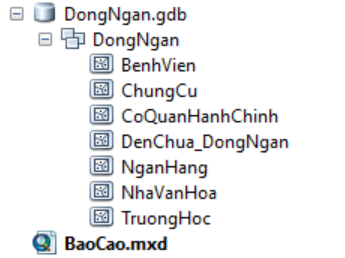 DongNgan.gdb
DongNgan
BenhVien
ChungCu
CoQuanHanhChinh
DenChua_DongNgan
NganHang
NhaVanHoa
TruongHoc
BaoCao.mxd